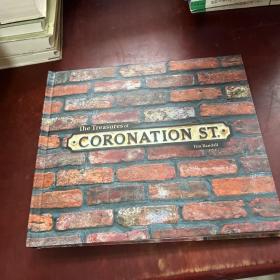 The Treasures of
CORONATION ST.
Tim Randall